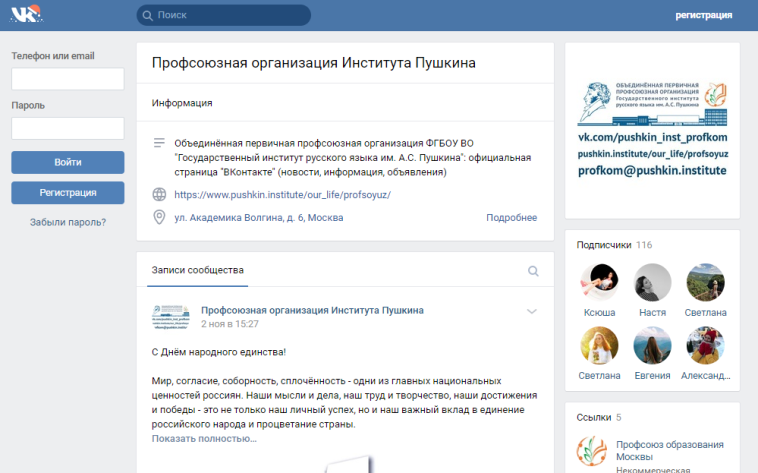 Поиск
регистрация
Телефон или email
Пароль
Войти
Регистрация
Забыли пароль?
Профсоюзная организация Института Пушкина
Информация
Объединённая первичная профсоюзная организация ФГБОУ ВО
"Государственный институт русского языка им. А.С. Пушкина": официальная
страница "ВКонтакте" (новости, информация, объявления)
https://www.pushkin.institute/our_life/profsoyuz/
ул. Академика Волгина, д. 6, Москва
Подробнее
Записи сообщества
Профсоюзная организация Института Пушкина
2 ноя в 15:27
С Днём народного единства!
Мир, согласие, соборность, сплочённость - одни из главных национальных
ценностей россиян. Наши мысли и дела, наш труд и творчество, наши достижения
и победы - это не только наш личный успех, но и наш важный вклад в единение
российского народа и процветание страны.
Показать полностью...
ОБЪЕДИНЁННАЯ ПЕРВИЧНАЯ
ПРОФСОЮЗНАЯ ОРГАНИЗАЦИЯ
Государственного института
русского языка им. А.С. Пушкина
vk.com/pushkin_inst_profkom
pushkin.institute/our_life/profsoyuz
profkom@pushkin.institute
Подписчики 116
Ксюша Настя Светлана
Светлана Евгения Александ...
Ссылки 5
Профсоюз образования
Москвы
Некоммерческая